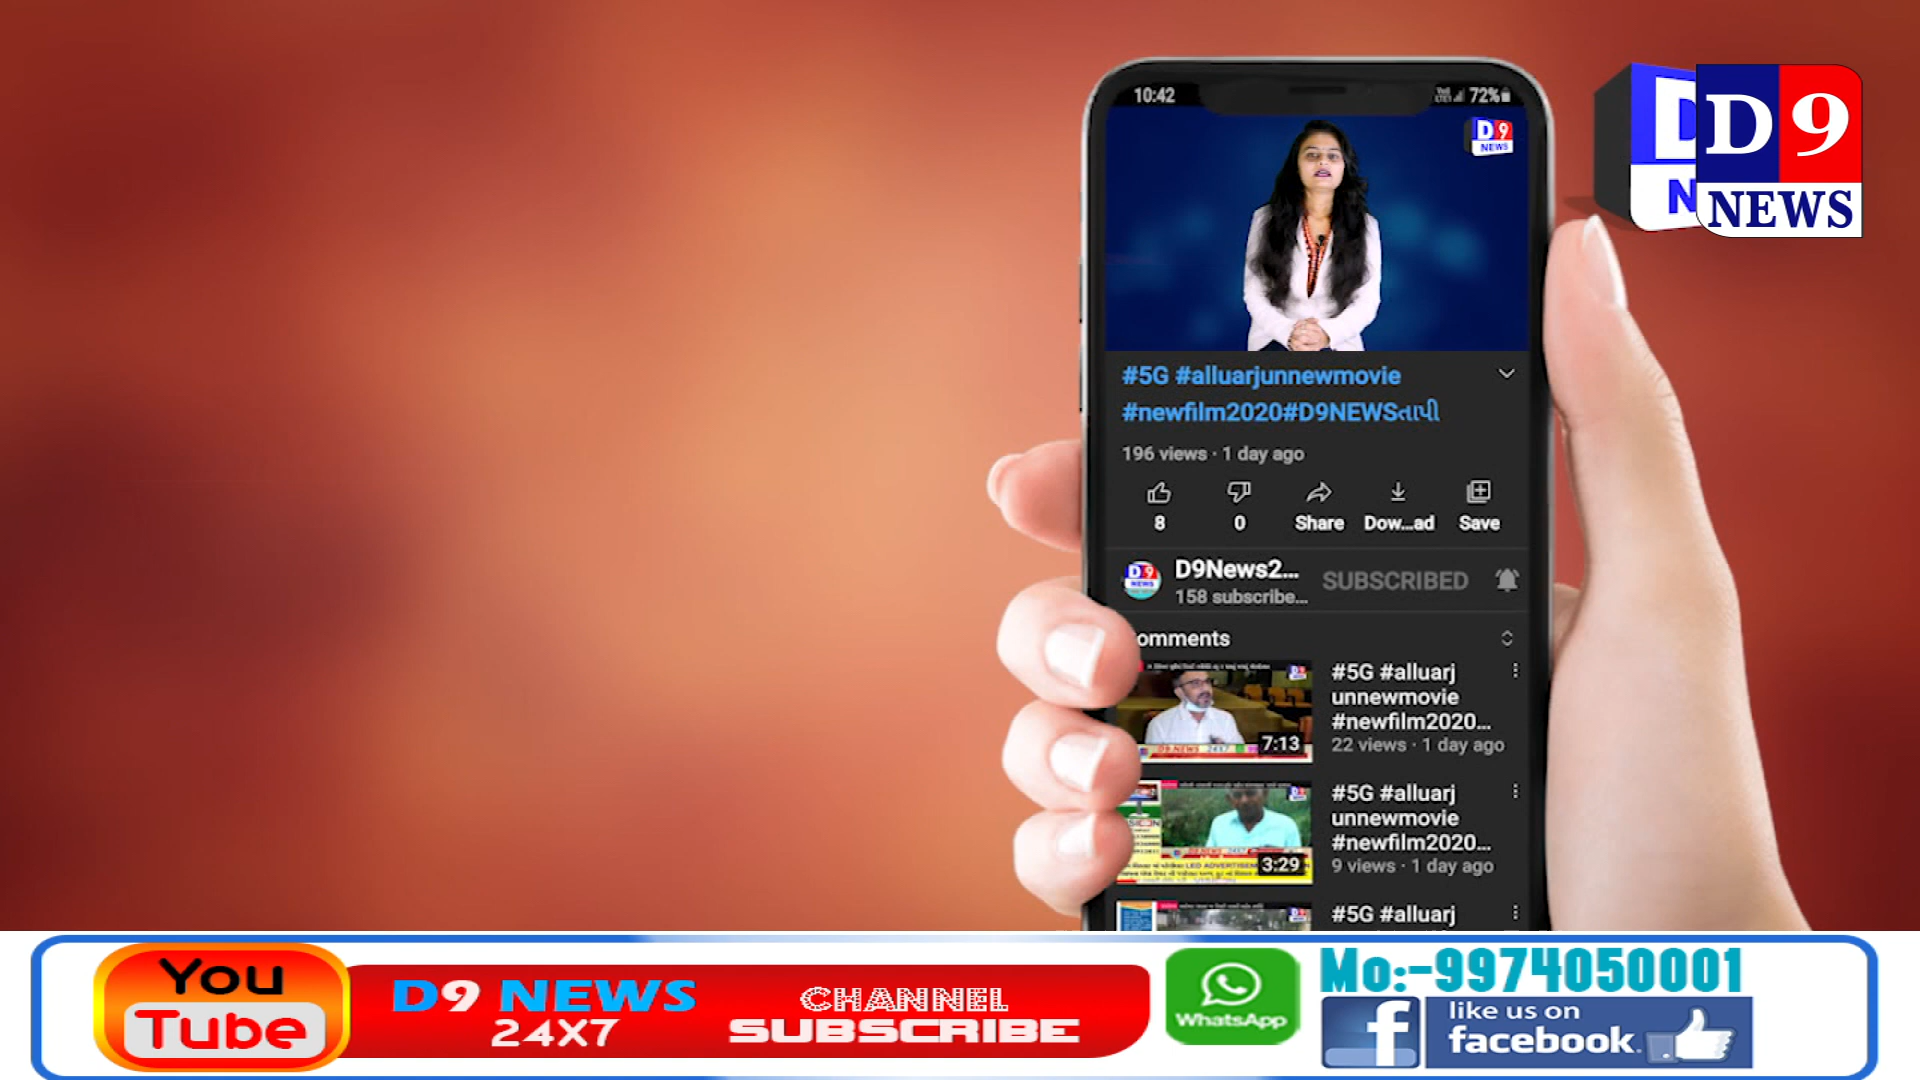 10:42
72%
D9
NEWS
D
N
D9
NEWS
#5G #alluarjunnewmovie
#newfilm2020#D9NEWSતાપી
196 views · 1 day ago
8
0
Share
Dow...ad
Save
D9News2...
SUBSCRIBED
158 subscribe...
omments
#5G #alluarj
unnewmovie
#newfilm2020...
22 views · 1 day ago
7:13
#5G #alluarj
unnewmovie
#newfilm2020...
9 views · 1 day ago
3:29
#5G #alluarj
You
Tube
D9 NEWS
24X7
CHANNEL
SUBSCRIBE
WhatsApp
Mo:-9974050001
like us on
facebook.